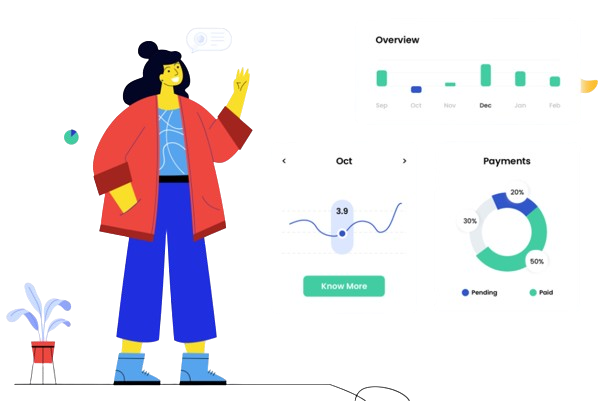 Overview
Sep Oct Nov Dec Jan Feb
< Oct >
3.9
Know More
Payments
20%
30%
50%
Pending Paid